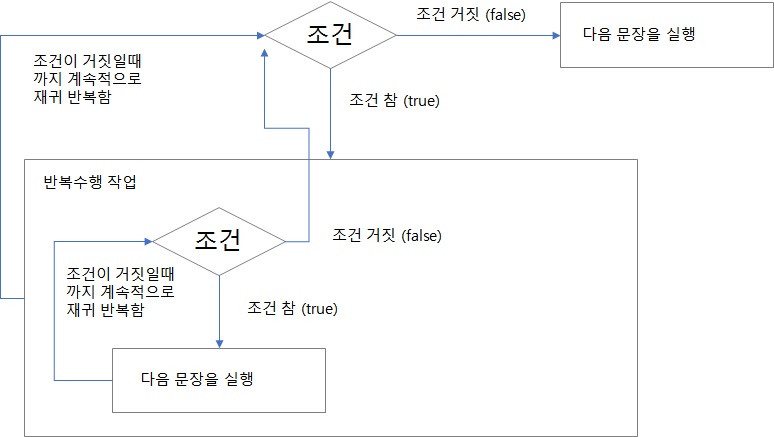 조건
조건 거짓 (false)
다음 문장을 실행
조건이 거짓일때
까지 계속적으로
재귀 반복함
조건 참 (true)
반복수행 작업
조건
조건 거짓 (false)
조건이 거짓일때
까지 계속적으로
재귀 반복함
조건 참 (true)
다음 문장을 실행